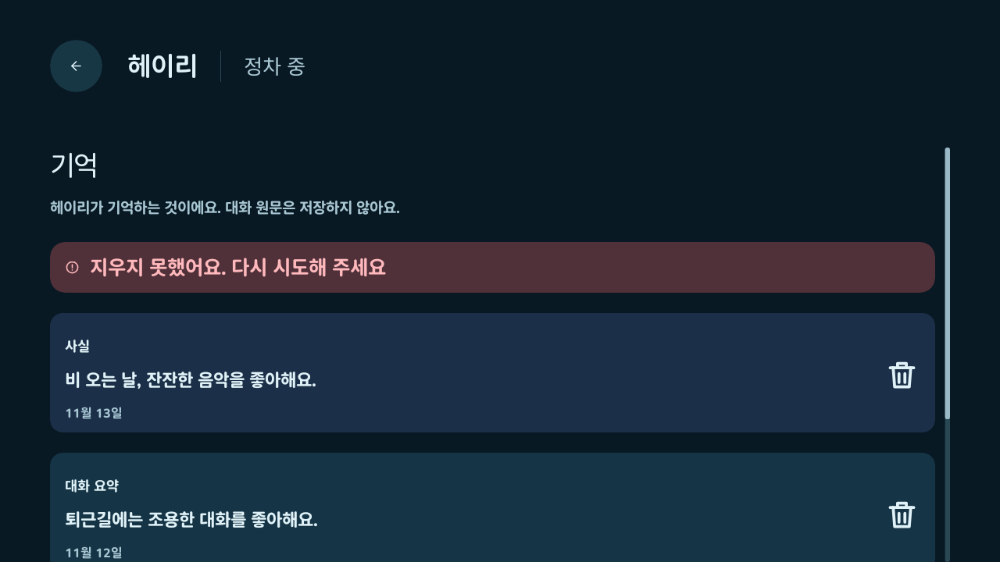 헤이리
정차 중
기억
헤이리가 기억하는 것이에요. 대화 원문은 저장하지 않아요.
지우지 못했어요. 다시 시도해 주세요
사실
비 오는 날, 잔잔한 음악을 좋아해요.
11월 13일
대화 요약
퇴근길에는 조용한 대화를 좋아해요.
11월 12일